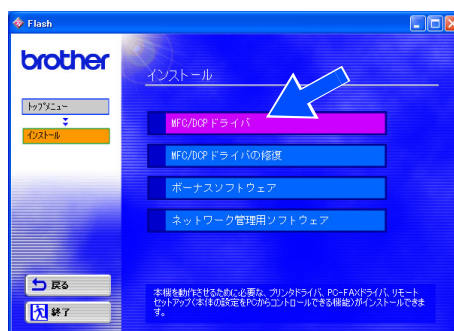 Flash
brother
インストール
トップメニュー
インストール
MFC/DCP ドライバ
MFC/DCP ドライバの修復
ボーナスソフトウェア
ネットワーク管理用ソフトウェア
戻る
終了
本機を動作させるために必要な、プリンタドライバ、PC-FAXドライバ、リモート
セットアップ(本体の設定をPCからコントロールできる機能)がインストールできま
す。